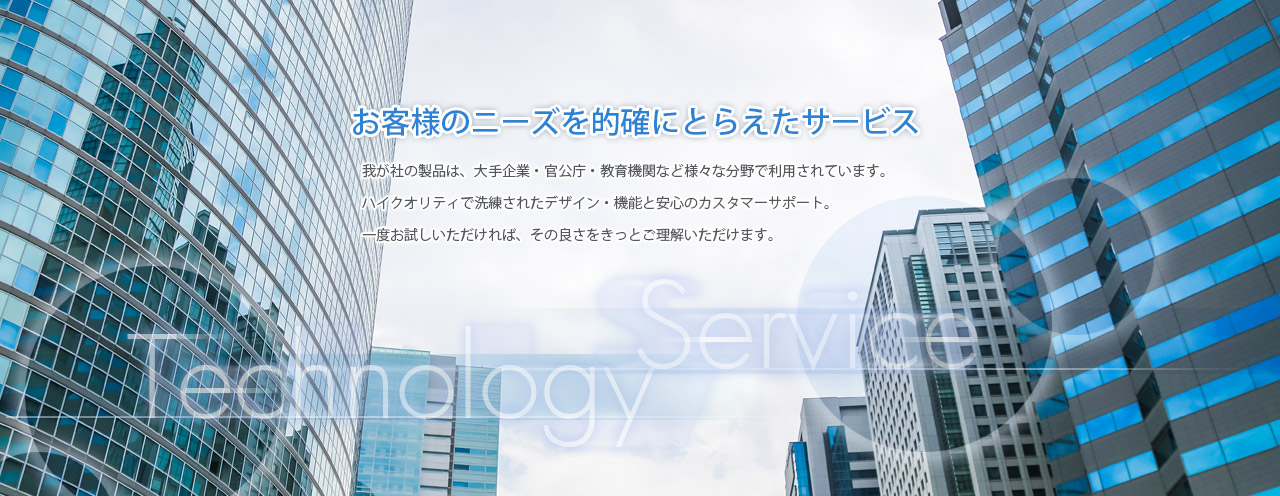 お客様のニーズを的確にとらえたサービス
我が社の製品は、大手企業・官公庁・教育機関など様々な分野で利用されています。
ハイクオリティで洗練されたデザイン・機能と安心のカスタマーサポート。
一度お試しいただければ、その良さをきっとご理解いただけます。
Service
Technology